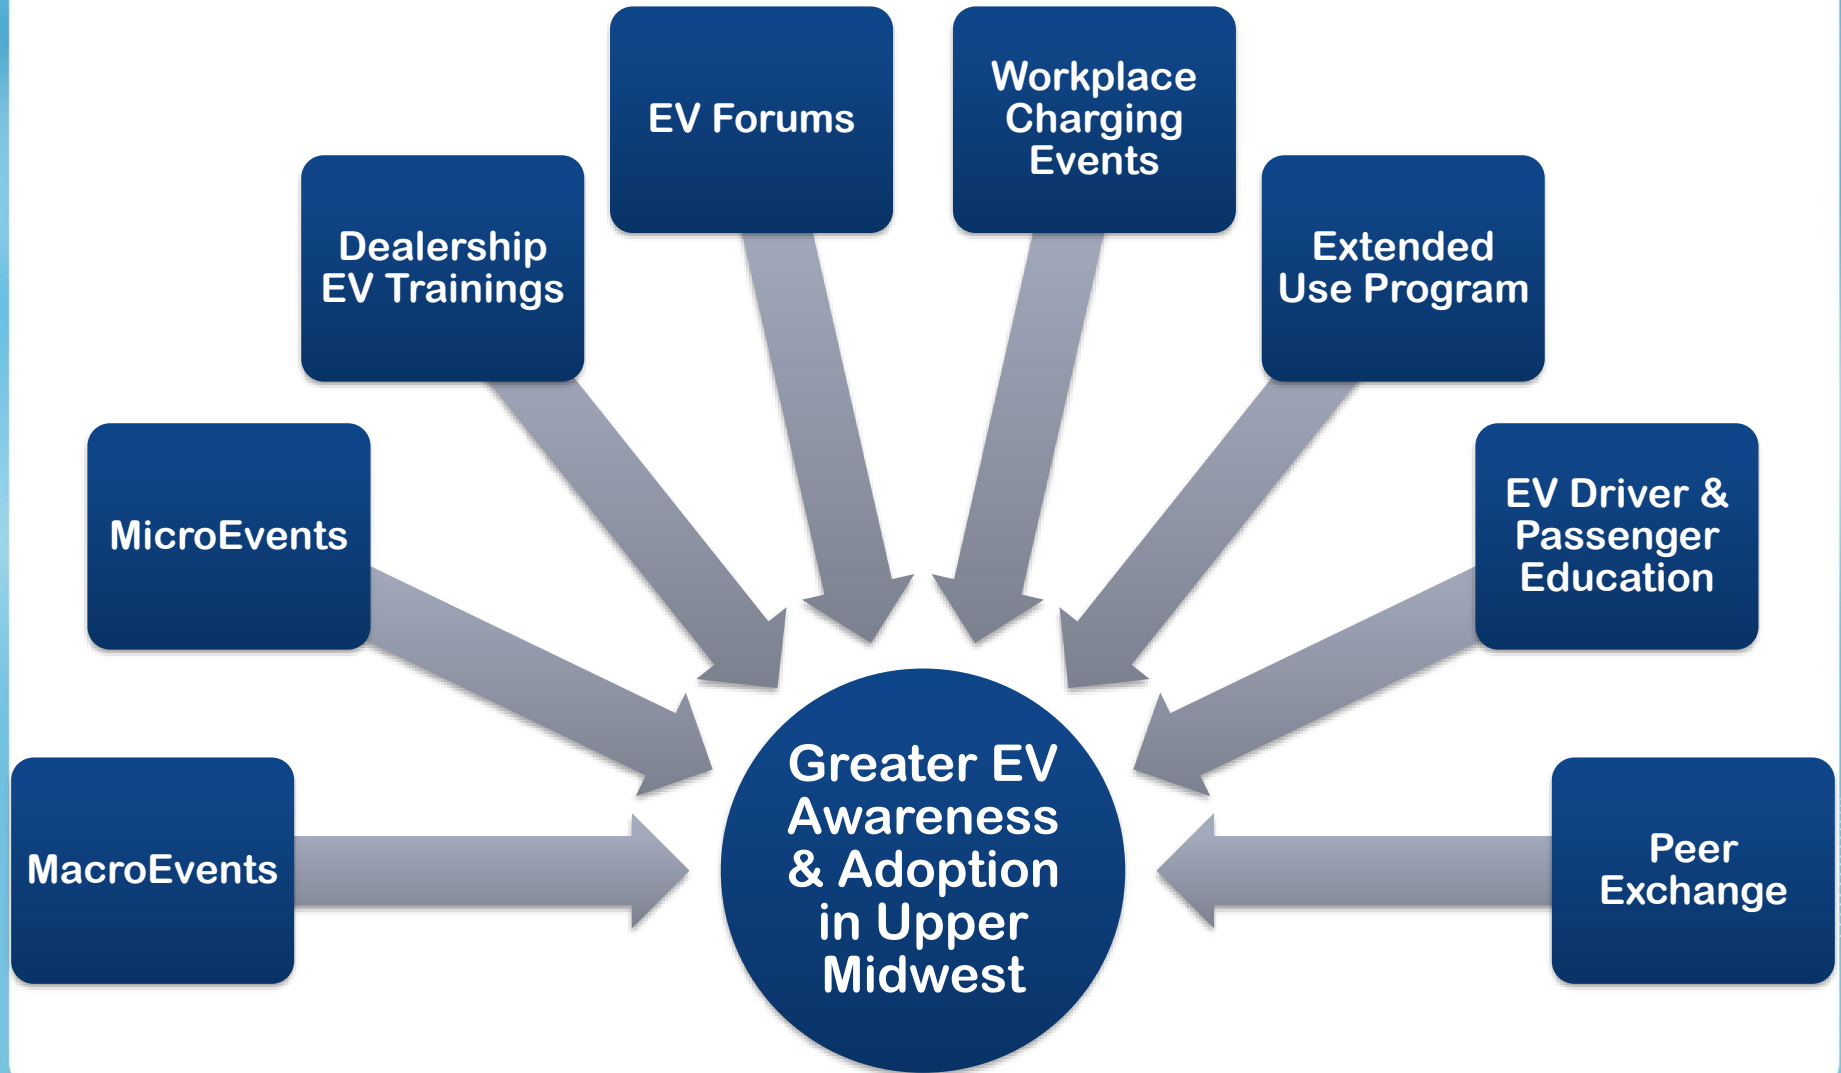 EV Forums
Workplace
Charging
Events
Dealership
EV Trainings
Extended
Use Program
MicroEvents
EV Driver &
Passenger
Education
MacroEvents
Greater EV
Awareness
& Adoption
in Upper
Midwest
Peer
Exchange